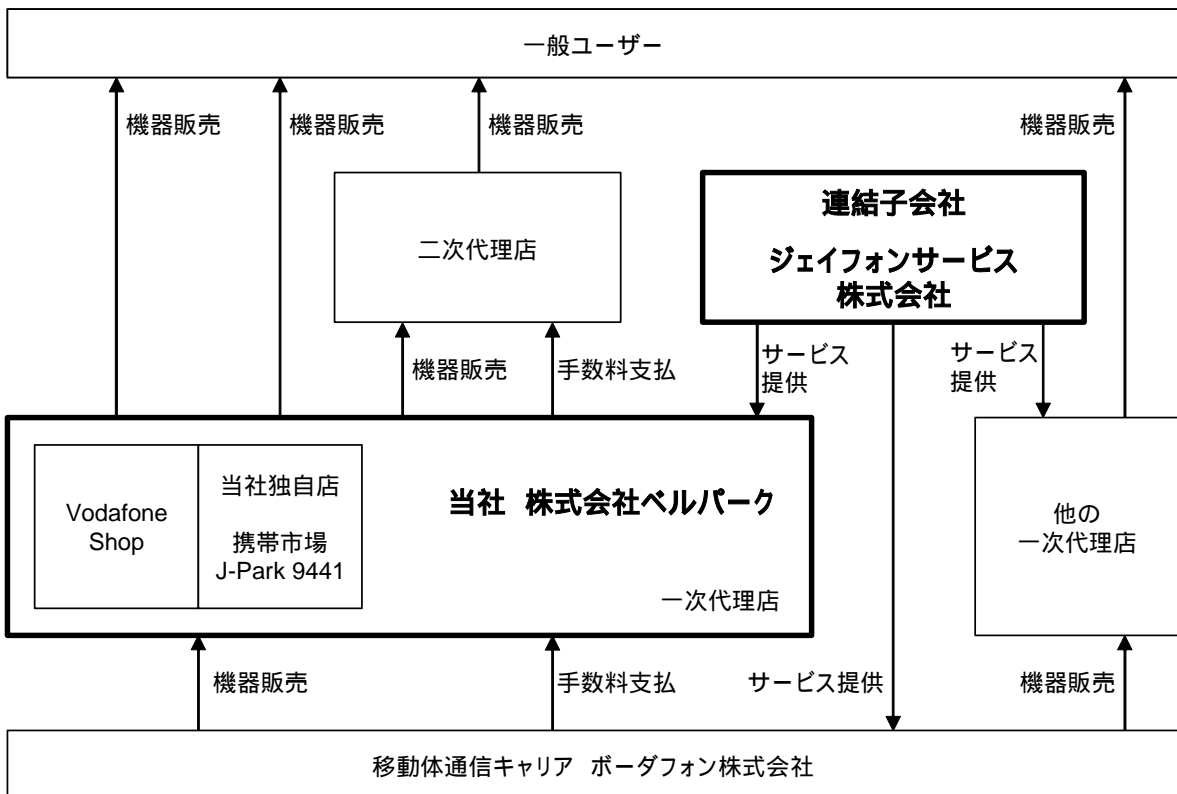 一般ユーザー
機器販売
機器販売
機器販売
機器販売
二次代理店
連結子会社
ジェイフォンサービス
株式会社
機器販売
手数料支払
サービス
提供
サービス
提供
Vodafone
Shop
当社独自店
携帯市場
J-Park 9441
当社 株式会社ベルパーク
一次代理店
他の
一次代理店
機器販売
手数料支払
サービス提供
機器販売
移動体通信キャリア ボーダフォン株式会社